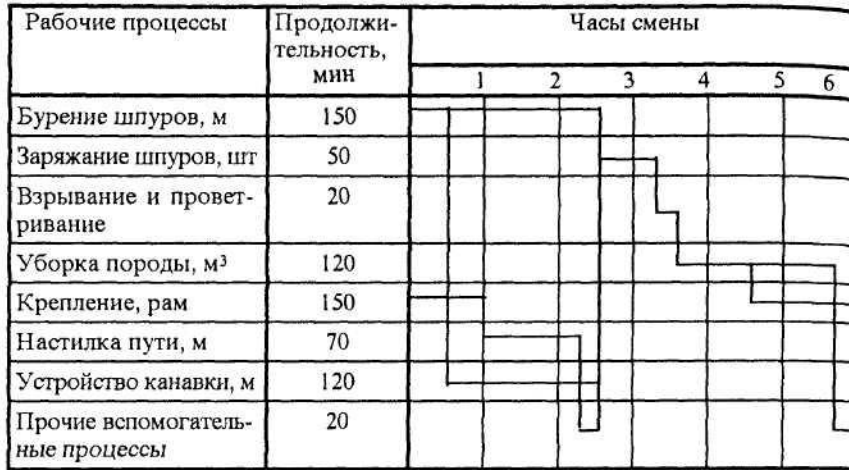 Рабочие процессы
Продолжи-
тельность,
мин
Часы смены
1 2 3 4 5 6
Бурение шпуров, м 150
Заряжание шпуров, шт 50
Взрывание и провет-
ривание
20
Уборка породы, м³ 120
Крепление, рам 150
Настилка пути, м 70
Устройство канавки, м 120
Прочие вспомогатель-
ные процессы
20